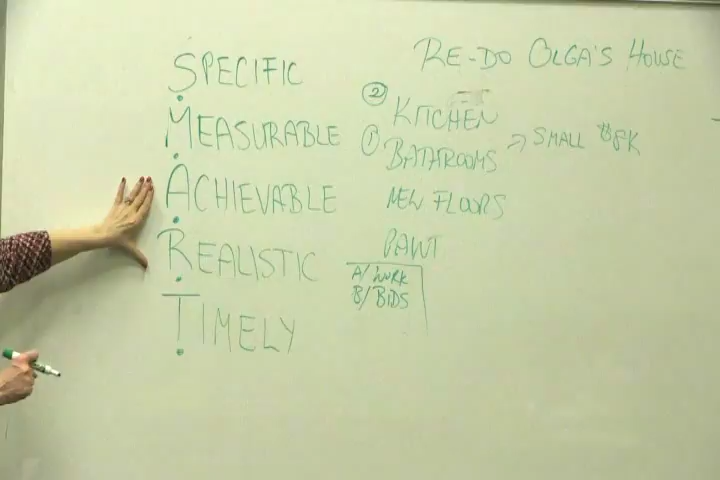 SPECIFIC
MEASURABLE
ACHIEVABLE
REALISTIC
TIMELY
RE-DO OLGA'S HOUSE
② KITCHEN
① BATHROOMS → SMALL $8K
NEW FLOORS
PAINT
A/ WORK
B/ BIDS